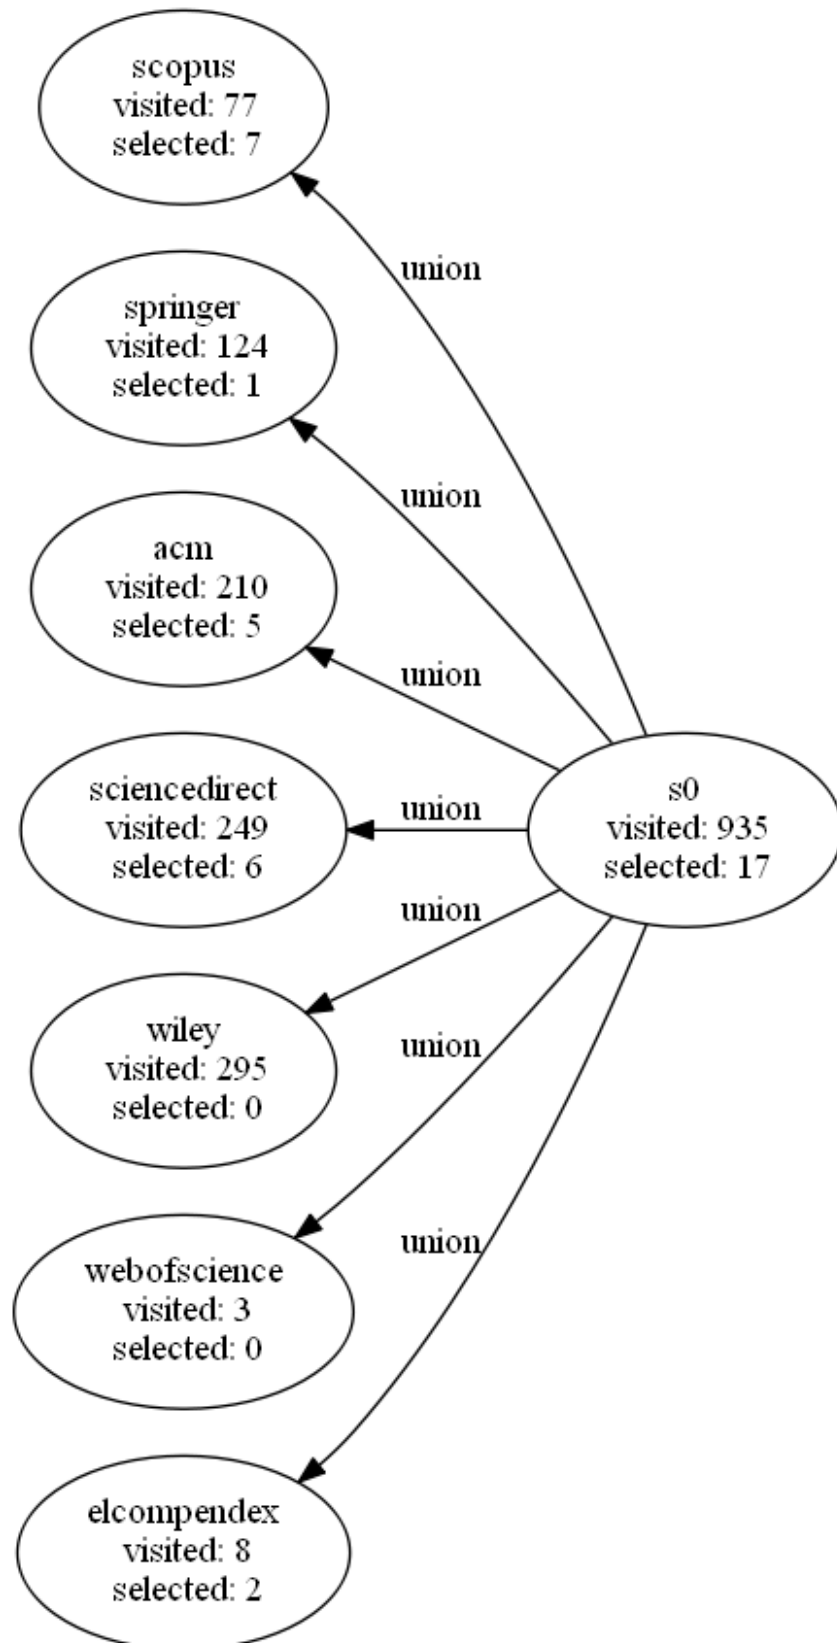 scopus
visited: 77
selected: 7
union
springer
visited: 124
selected: 1
union
acm
visited: 210
selected: 5
union
sciencedirect
visited: 249
selected: 6
union
s0
visited: 935
selected: 17
union
wiley
visited: 295
selected: 0
union
webofscience
visited: 3
selected: 0
union
elcompendex
visited: 8
selected: 2